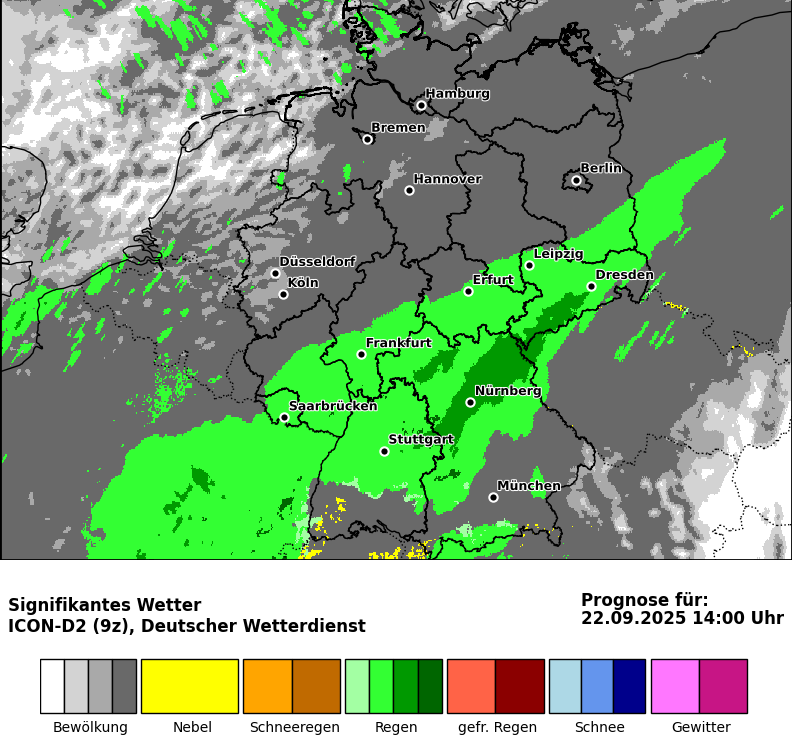 Hamburg
Bremen
Berlin
Hannover
Leipzig
Düsseldorf
Dresden
Köln
Erfurt
Frankfurt
Nürnberg
Saarbrücken
Stuttgart
München
Signifikantes Wetter
ICON-D2 (9z), Deutscher Wetterdienst
Prognose für:
22.09.2025 14:00 Uhr
Bewölkung Nebel Schneeregen Regen gefr. Regen Schnee Gewitter